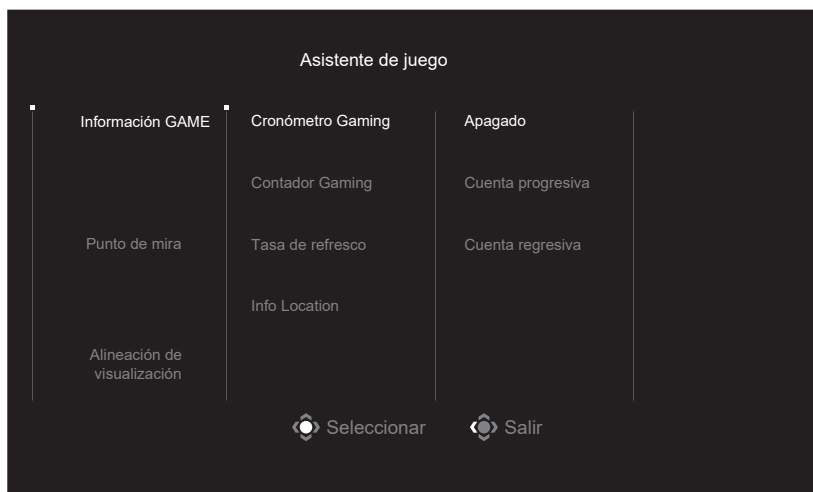 Asistente de juego
Información GAME
Cronómetro Gaming
Apagado
Contador Gaming
Cuenta progresiva
Punto de mira
Tasa de refresco
Cuenta regresiva
Info Location
Alineación de
visualización
Seleccionar
Salir